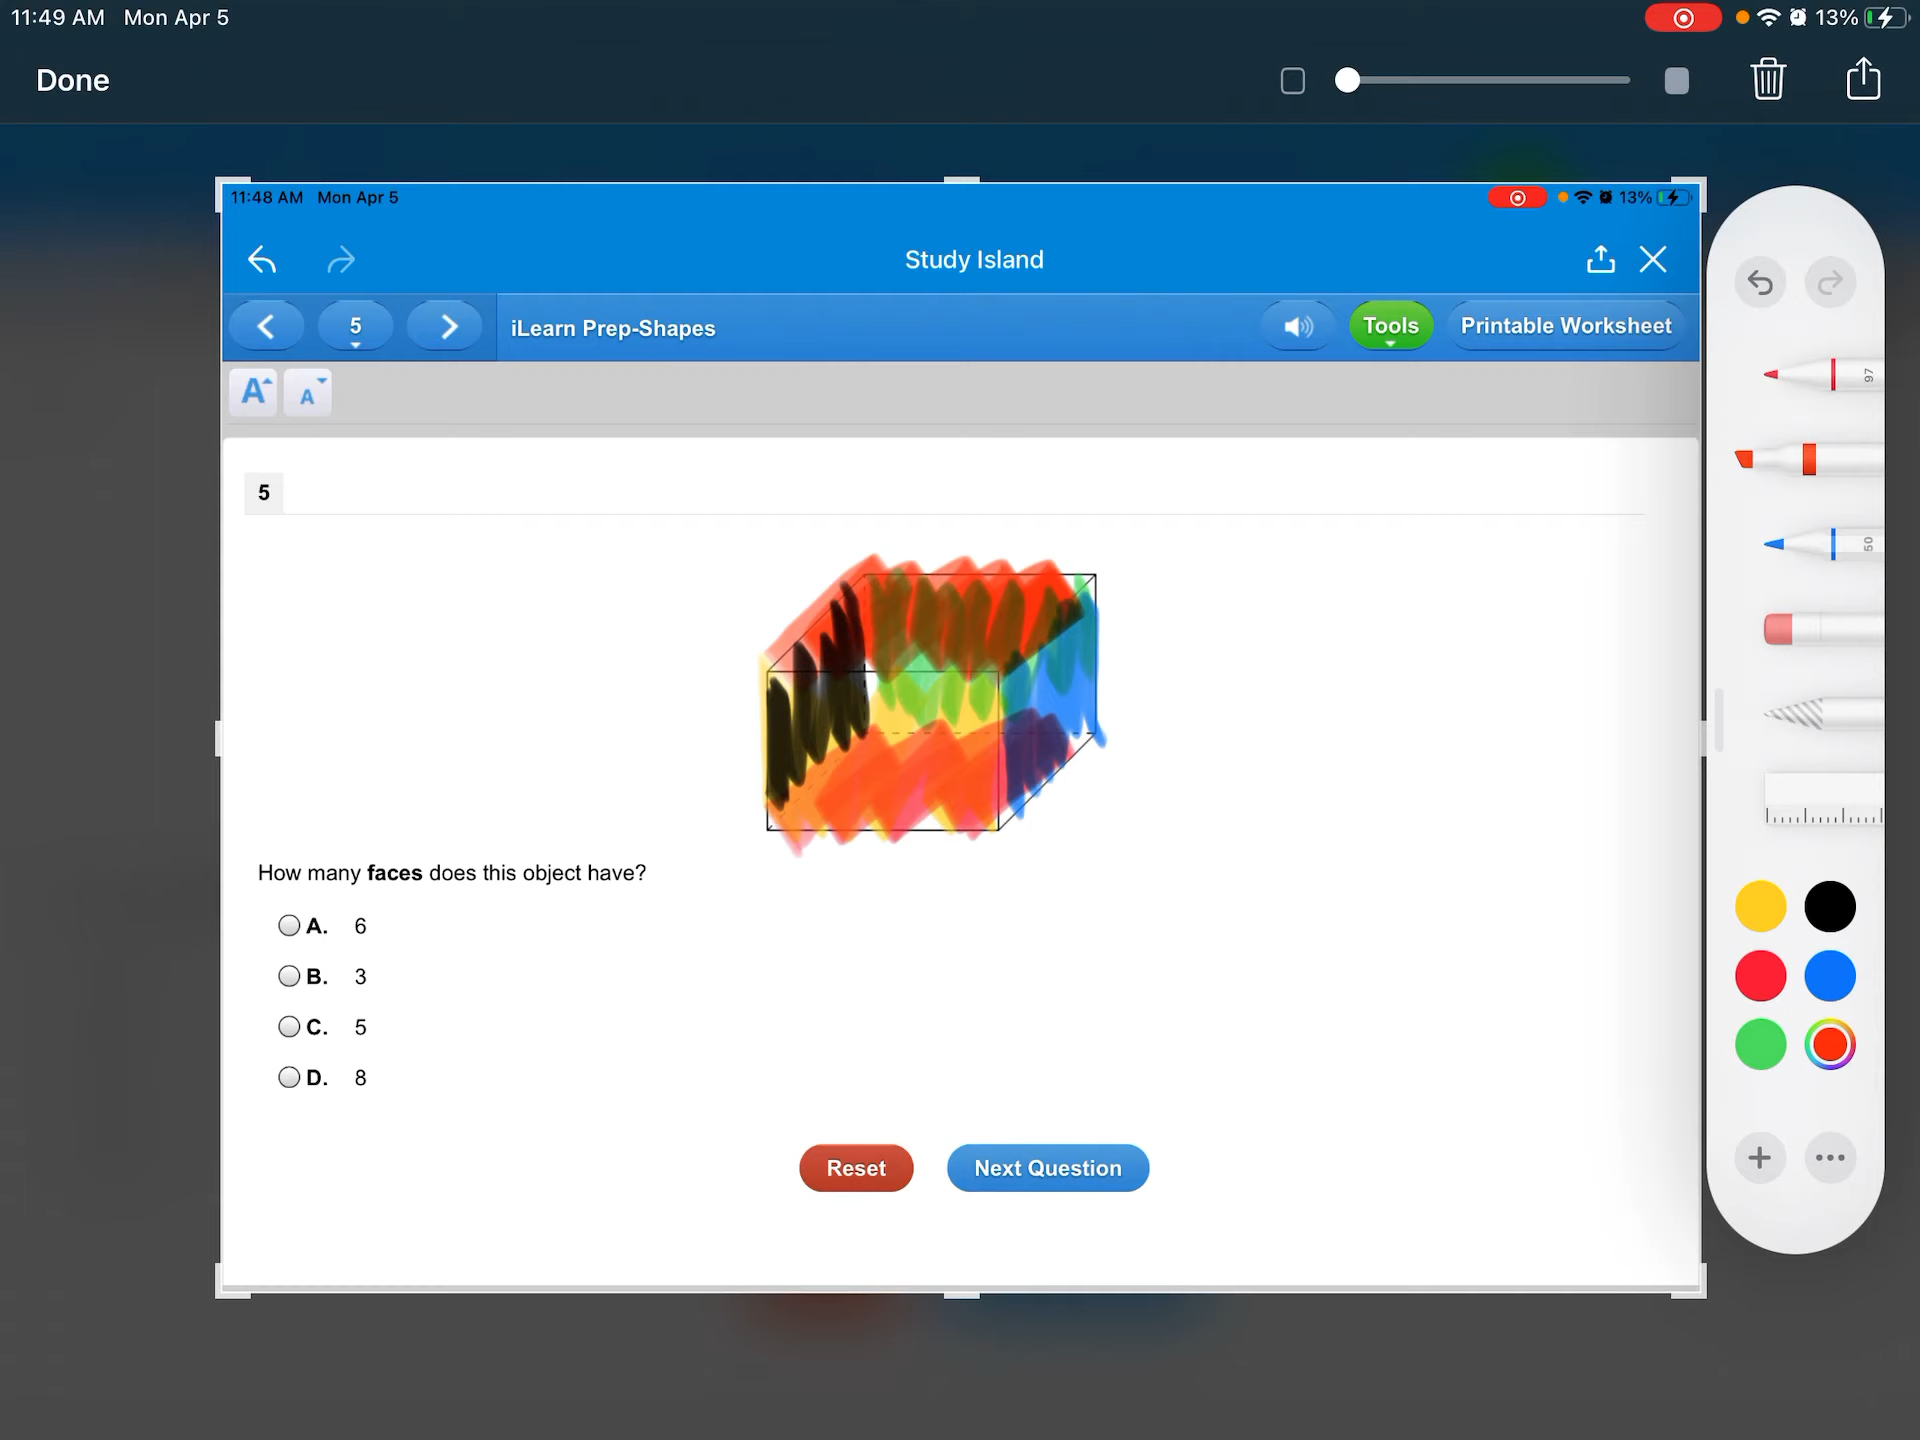 11:49 AM Mon Apr 5 13%
Done
11:48 AM Mon Apr 5 13%
Study Island
5 iLearn Prep-Shapes Tools Printable Worksheet
A A
97
50
5
How many faces does this object have?
A. 6
B. 3
C. 5
D. 8
Reset Next Question